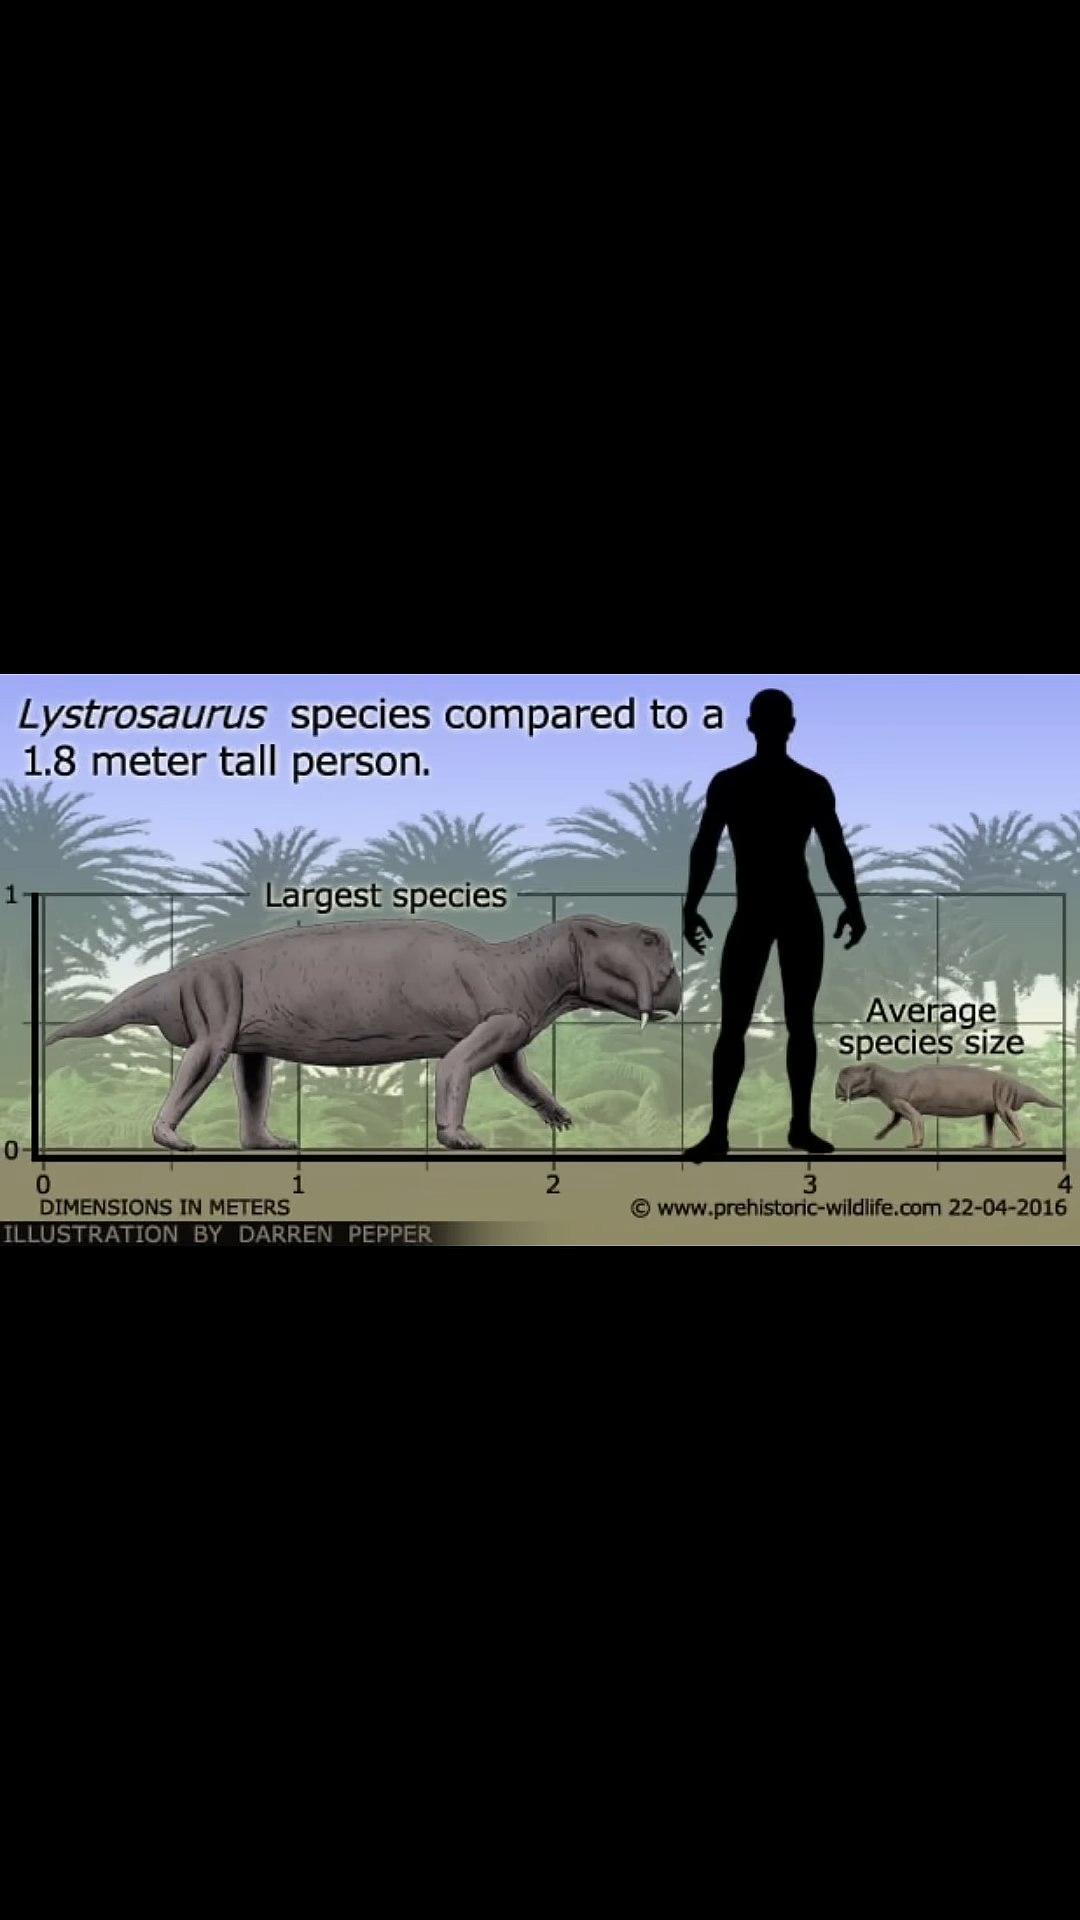 Lystrosaurus species compared to a
1.8 meter tall person.
1
Largest species
Average
species size
0
0 1 2 3 4
DIMENSIONS IN METERS
© www.prehistoric-wildlife.com 22-04-2016
ILLUSTRATION BY DARREN PEPPER